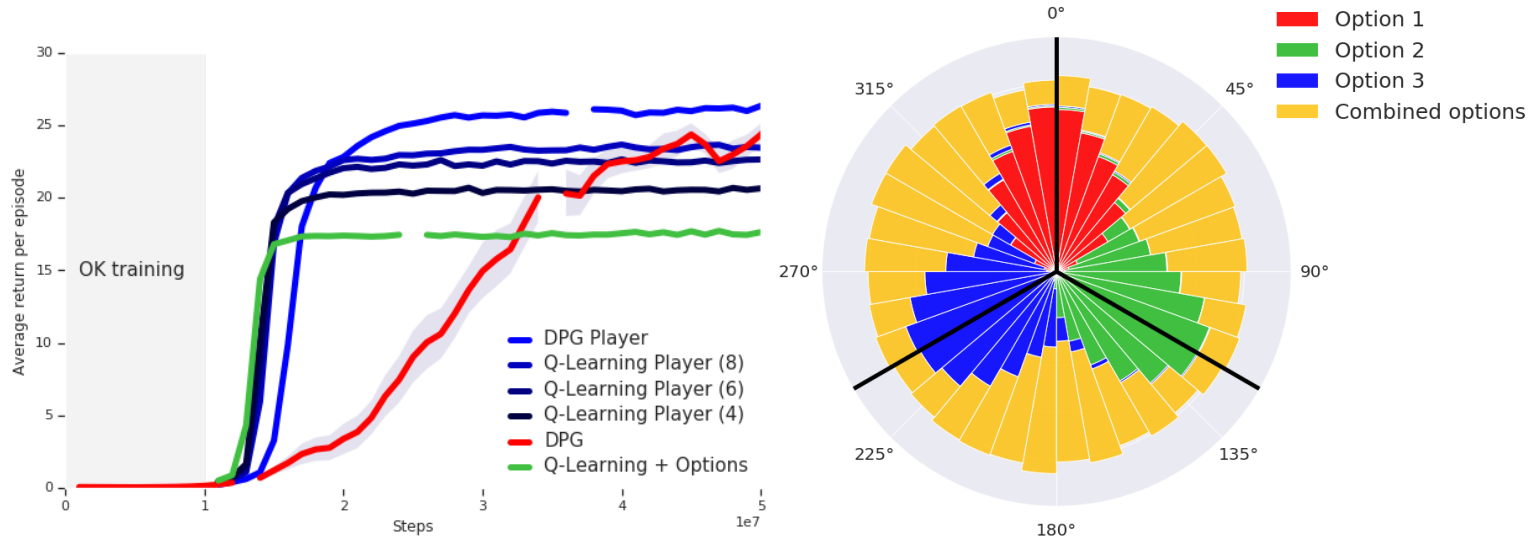 30
25
20
15
10
5
0
Average return per episode
OK training
DPG Player
Q-Learning Player (8)
Q-Learning Player (6)
Q-Learning Player (4)
DPG
Q-Learning + Options
0 1 2 3 4 5
1e7
Steps
0°
45°
90°
135°
180°
225°
270°
315°
Option 1
Option 2
Option 3
Combined options